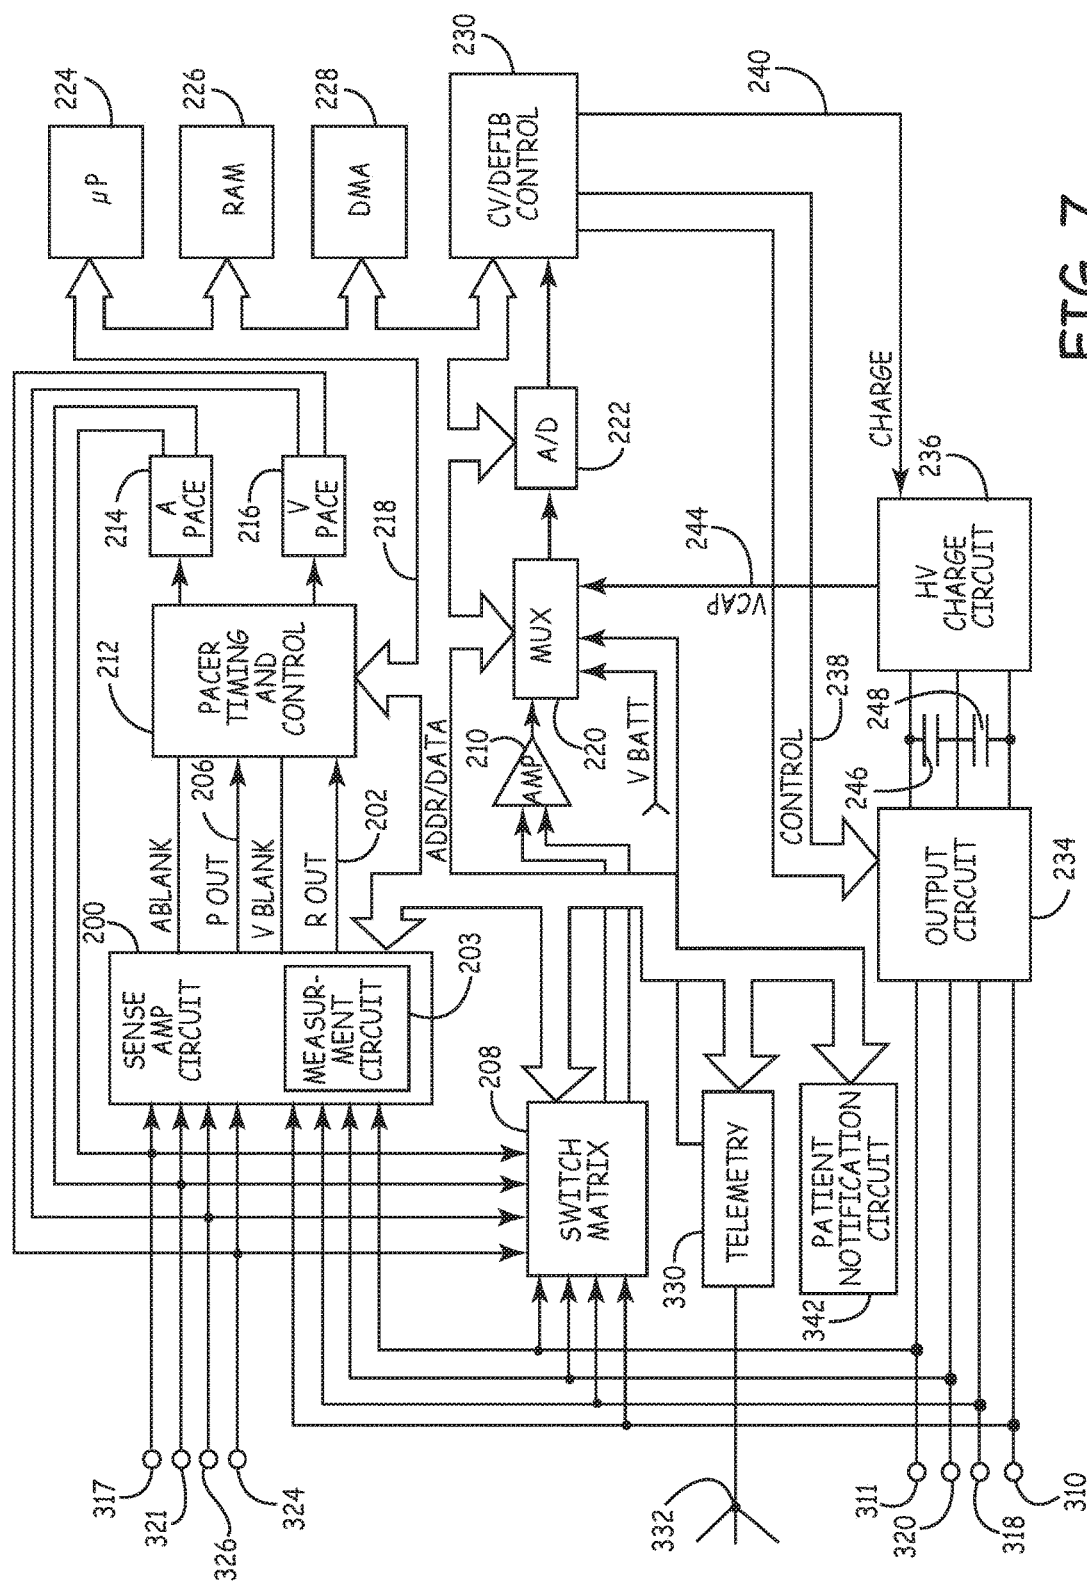 317
321
326
324
200
SENSE
AMP
CIRCUIT
MEASUR-
MENT
CIRCUIT
203
ABLANK
P OUT
206
V BLANK
R OUT
202
212
PACER
TIMING
AND
CONTROL
214
A
PACE
216
V
PACE
218
224
µP
226
RAM
228
DMA
230
CV/DEFIB
CONTROL
240
208
SWITCH
MATRIX
ADDR/DATA
210
AMP
MUX
220
A/D
222
V BATT
VCAP
244
330
TELEMETRY
332
342
PATIENT
NOTIFICATION
CIRCUIT
CONTROL
238
CHARGE
236
HV
CHARGE
CIRCUIT
246
248
OUTPUT
CIRCUIT
234
311
320
318
310
FIG. 7